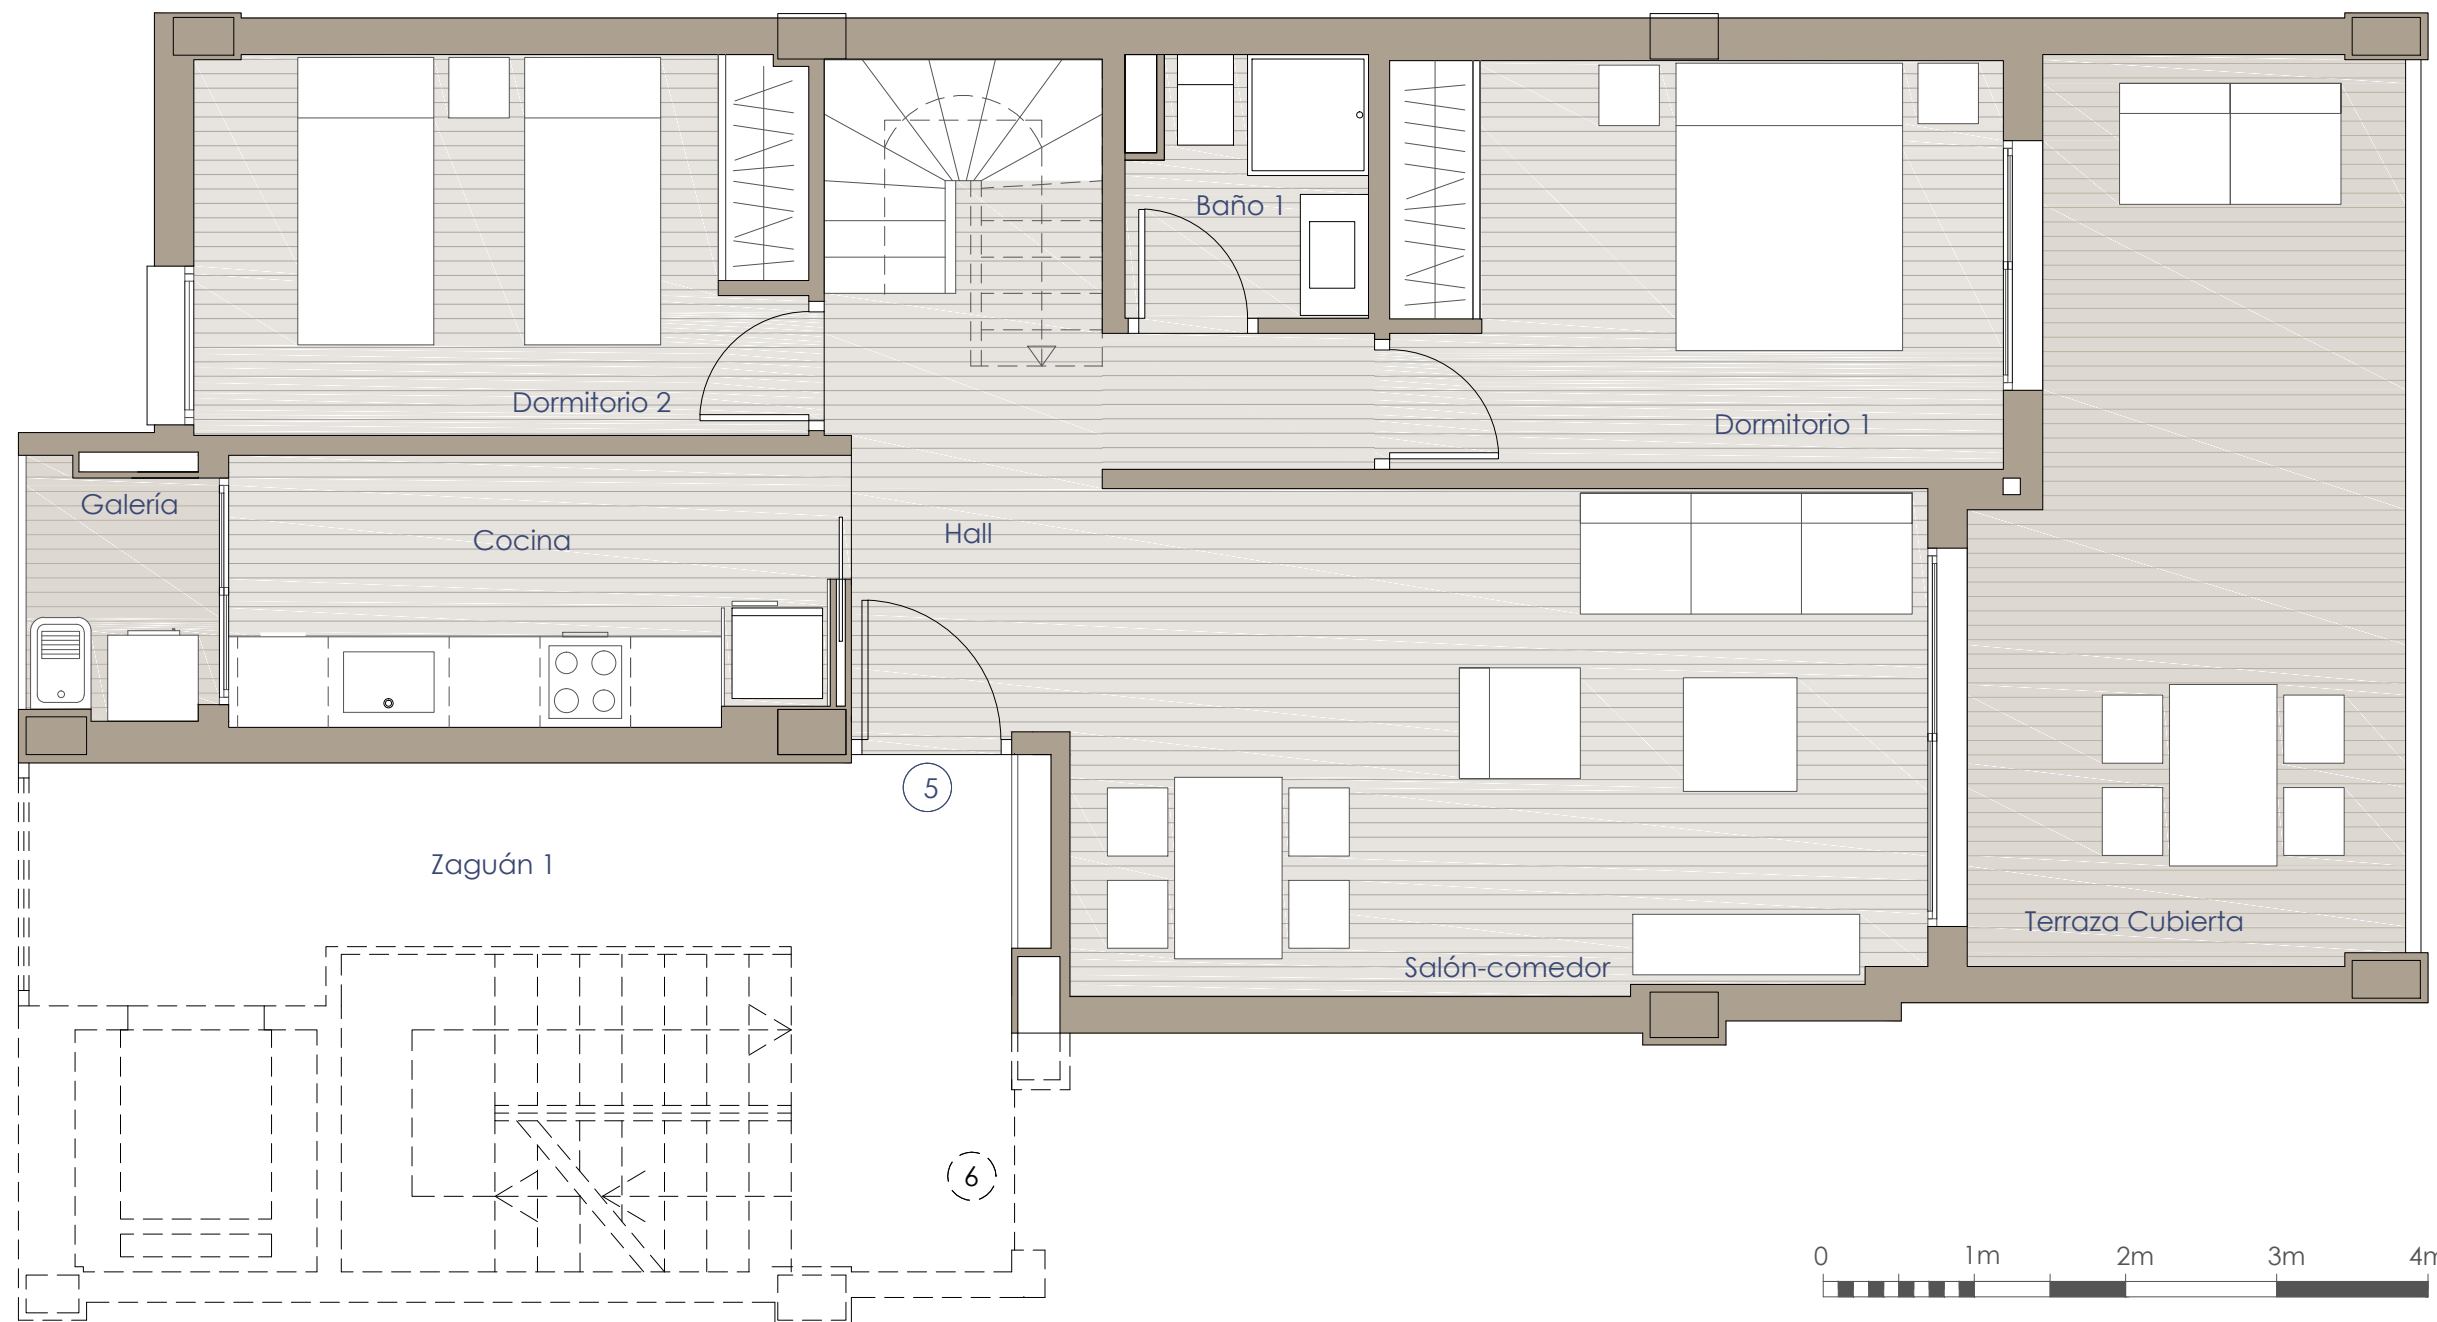 Baño 1
Dormitorio 2
Dormitorio 1
Galería
Cocina
Hall
5
Zaguán 1
Terraza Cubierta
Salón-comedor
6
0 1m 2m 3m 4m